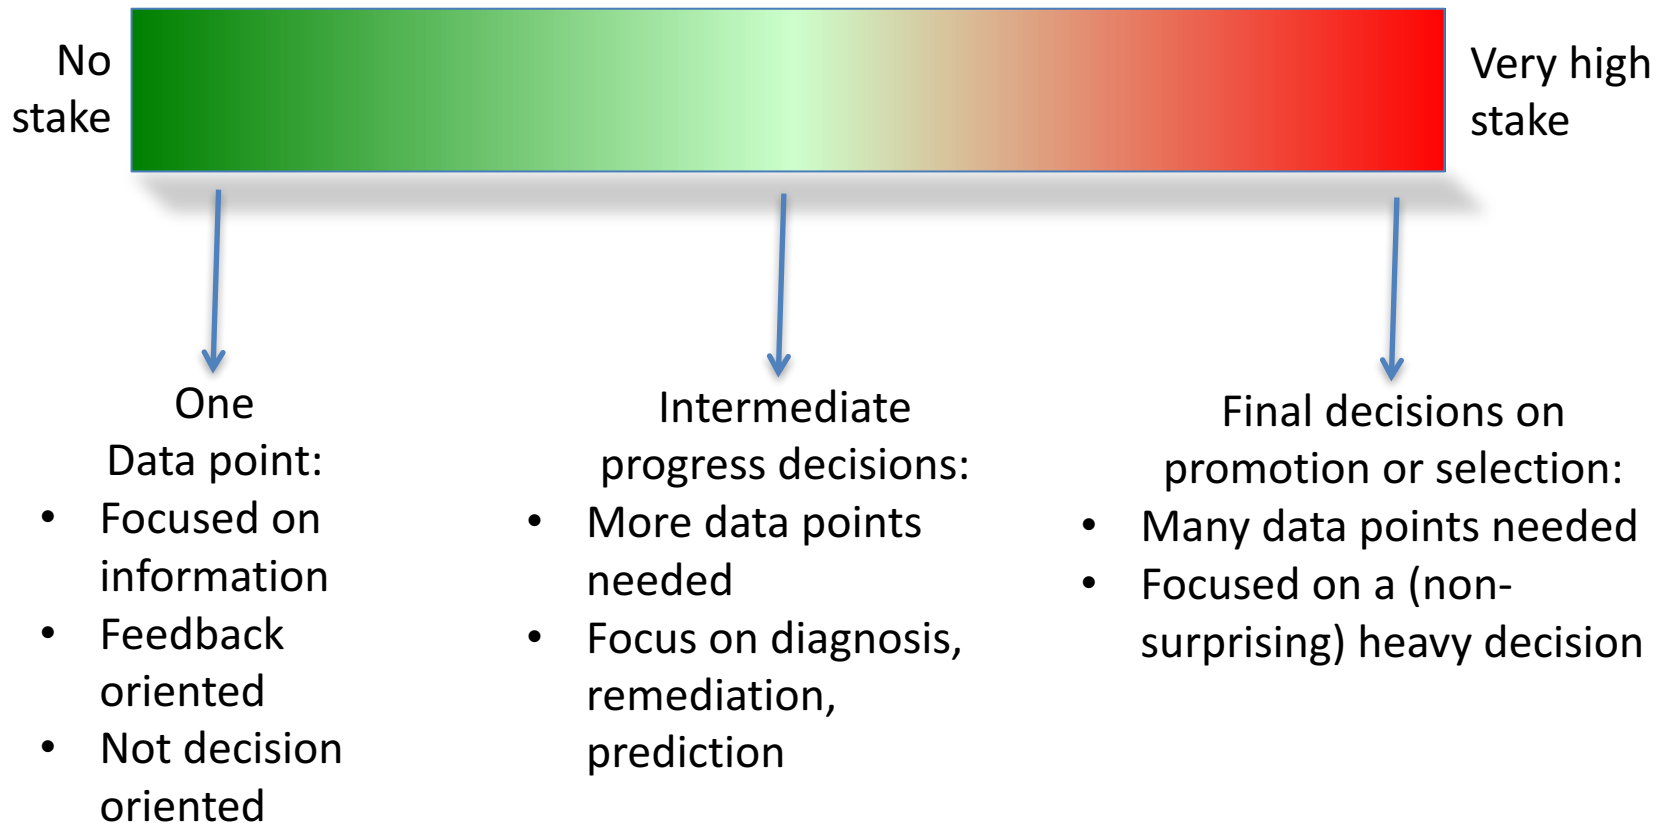 No
stake
Very high
stake
One
Data point:
• Focused on
information
• Feedback
oriented
• Not decision
oriented
Intermediate
progress decisions:
• More data points
needed
• Focus on diagnosis,
remediation,
prediction
Final decisions on
promotion or selection:
• Many data points needed
• Focused on a (non-
surprising) heavy decision